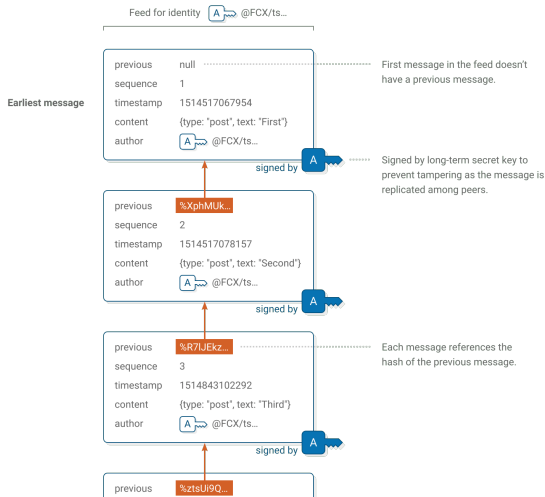 Feed for identity A @FCX/ts...
previous null
First message in the feed doesn't
have a previous message.
sequence 1
Earliest message
timestamp 1514517067954
content {type: "post", text: "First"}
author A @FCX/ts...
signed by A
Signed by long-term secret key to
prevent tampering as the message is
replicated among peers.
previous %XphMUk...
sequence 2
timestamp 1514517078157
content {type: "post", text: "Second"}
author A @FCX/ts...
signed by A
previous %R7lJEkz...
Each message references the
hash of the previous message.
sequence 3
timestamp 1514843102292
content {type: "post", text: "Third"}
author A @FCX/ts...
signed by A
previous %ztsUi9Q...